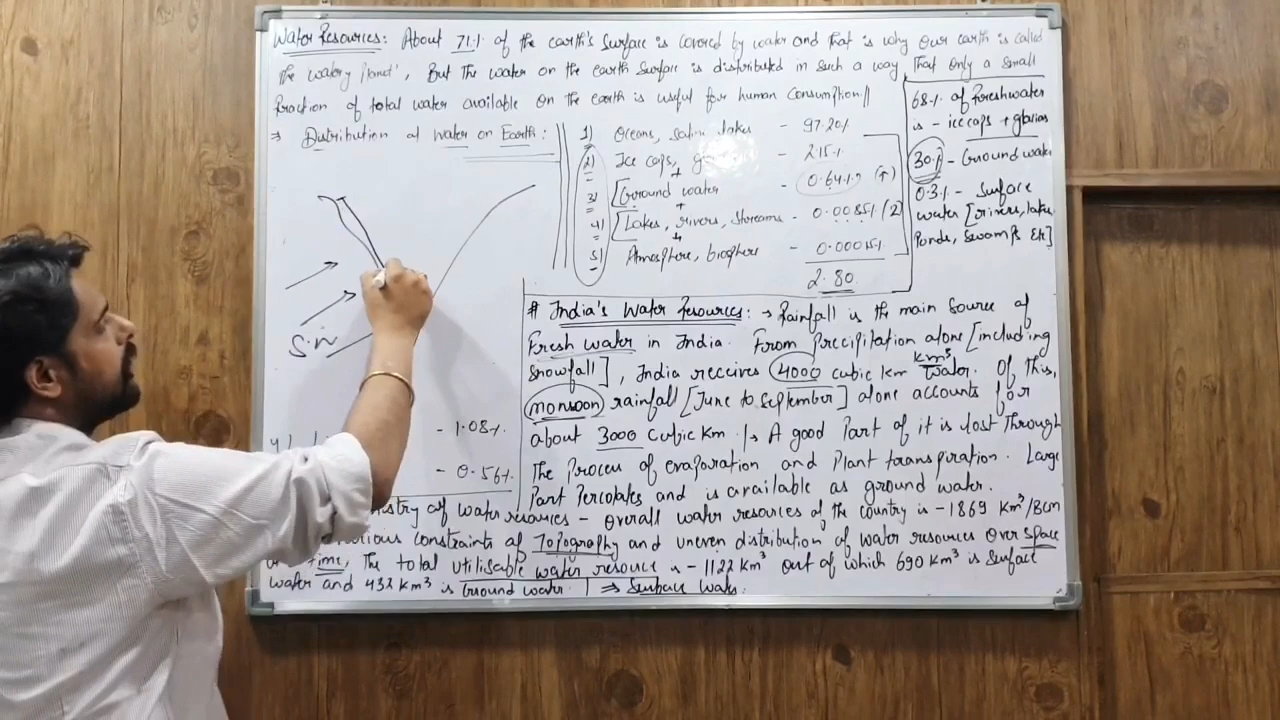 Water Resources: About 71% of the earth's surface is covered by water and that is why our earth is called
the watery Planet', But the water on the earth surface is distributed in such a way that only a small
fraction of total water available on the earth is useful for human consumption.//
⇒ Distribution of water on Earth:
1) Oceans, salini lakes - 97.20%
2) Ice caps, - 2.15%
3) [Ground water - 0.64% (↑)
4) [Lakes, rivers, streams - 0.0085% (2)
5) Atmosphere, biosphere - 0.0005%
2.80
68% of freshwater
is - ice caps + glacias
30% - Ground water
0.3% - Surface
water [rivers, lakes,
Ponds, Swamps etc]
S.W
- 1.08%
- 0.56%
# India's Water Resources: → Rainfall is the main source of
Fresh water in India. From Precipitation alone [including
snowfall], India receives 4000 cubic km water. Of this,
km³
monsoon rainfall [June to September] alone accounts for
about 3000 cubic km /→ A good Part of it is lost through
The Process of evaporation and Plant transpiration. Large
Part Percolates and is available as ground water.
of water resources - Overall water resources of the country is - 1869 km³/BCM
constraints of Topography and uneven distribution of water resources over space
time, The total utilisable water resource is - 1122 km³ out of which 690 km³ is surface
water and 432 km³ is Ground water. | ⇒ Surface water: